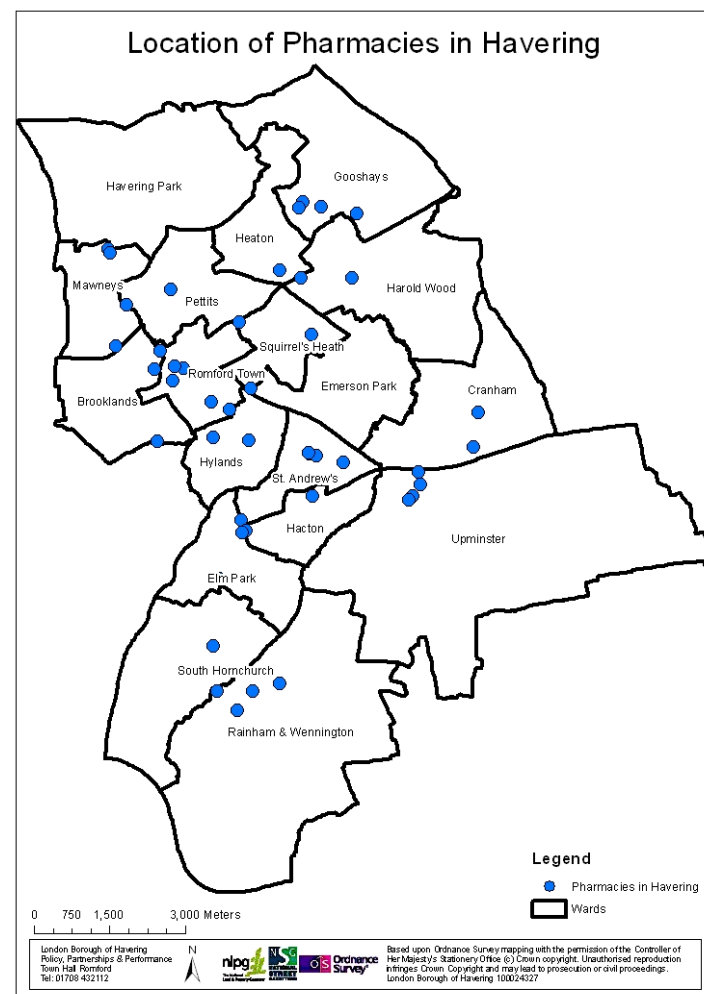 Location of Pharmacies in Havering
Gooshays
Havering Park
Heaton
Harold Wood
Mawneys
Pettits
Squirrel's Heath
Romford Town
Emerson Park
Cranham
Brooklands
Hylands
St. Andrew's
Hacton
Upminster
Elm Park
South Hornchurch
Rainham & Wennington
Legend
Pharmacies in Havering
Wards
0 750 1,500 3,000 Meters
London Borough of Havering
Policy, Partnerships & Performance
Town Hall Romford
Tel: 01708 432112
N
nlpg
NSG
NATIONAL
STREET
GAZETTEER
OS Ordnance
Survey®
Based upon Ordnance Survey mapping with the permission of the Controller of
Her Majesty's Stationery Office (c) Crown copyright. Unauthorised reproduction
infringes Crown Copyright and may lead to prosecution or civil proceedings.
London Borough of Havering 100024327